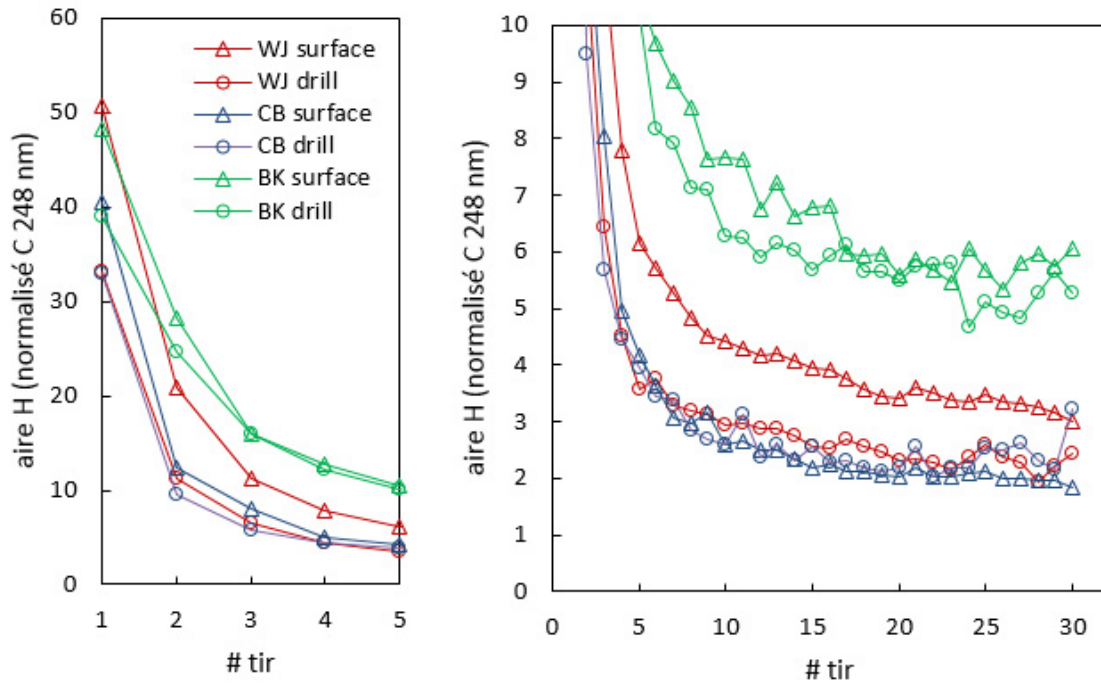 aire H (normalisé C 248 nm)
60
50
40
30
20
10
0
WJ surface
WJ drill
CB surface
CB drill
BK surface
BK drill
1 2 3 4 5
# tir
aire H (normalisé C 248 nm)
10
9
8
7
6
5
4
3
2
1
0
0 5 10 15 20 25 30
# tir